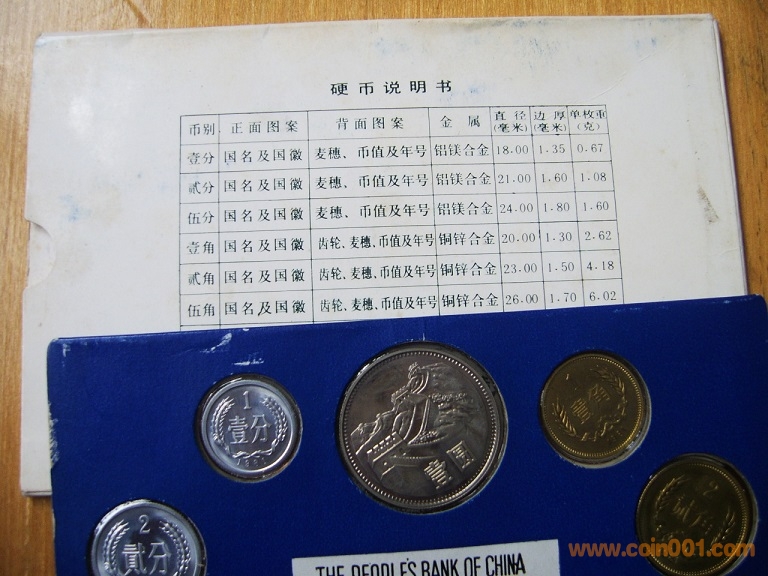 硬币说明书
币别 正面图案 背面图案 金属 直径(毫米) 边厚(毫米) 单枚重(克)
壹分 国名及国徽 麦穗、币值及年号 铝镁合金 18.00 1.35 0.67
贰分 国名及国徽 麦穗、币值及年号 铝镁合金 21.00 1.60 1.08
伍分 国名及国徽 麦穗、币值及年号 铝镁合金 24.00 1.80 1.60
壹角 国名及国徽 齿轮、麦穗、币值及年号 铜锌合金 20.00 1.30 2.62
贰角 国名及国徽 齿轮、麦穗、币值及年号 铜锌合金 23.00 1.50 4.18
伍角 国名及国徽 齿轮、麦穗、币值及年号 铜锌合金 26.00 1.70 6.02
1
壹分
壹圆
2
贰分
2
THE PEOPLE'S BANK OF CHINA
www.coin001.com